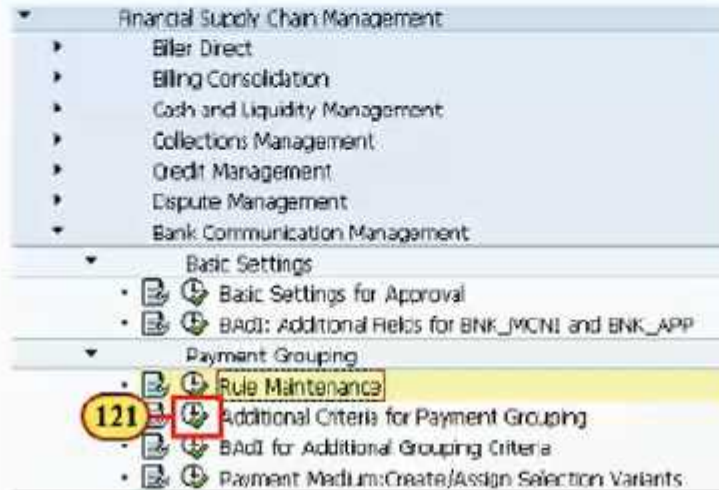 Financial Supply Chain Management
Biller Direct
Billing Consolidation
Cash and Liquidity Management
Collections Management
Credit Management
Dispute Management
Bank Communication Management
Basic Settings
Basic Settings for Approval
BAdI: Additional Fields for BNK_MONI and BNK_APP
Payment Grouping
Rule Maintenance
121 Additional Criteria for Payment Grouping
BAdI for Additional Grouping Criteria
Payment Medium:Create/Assign Selection Variants